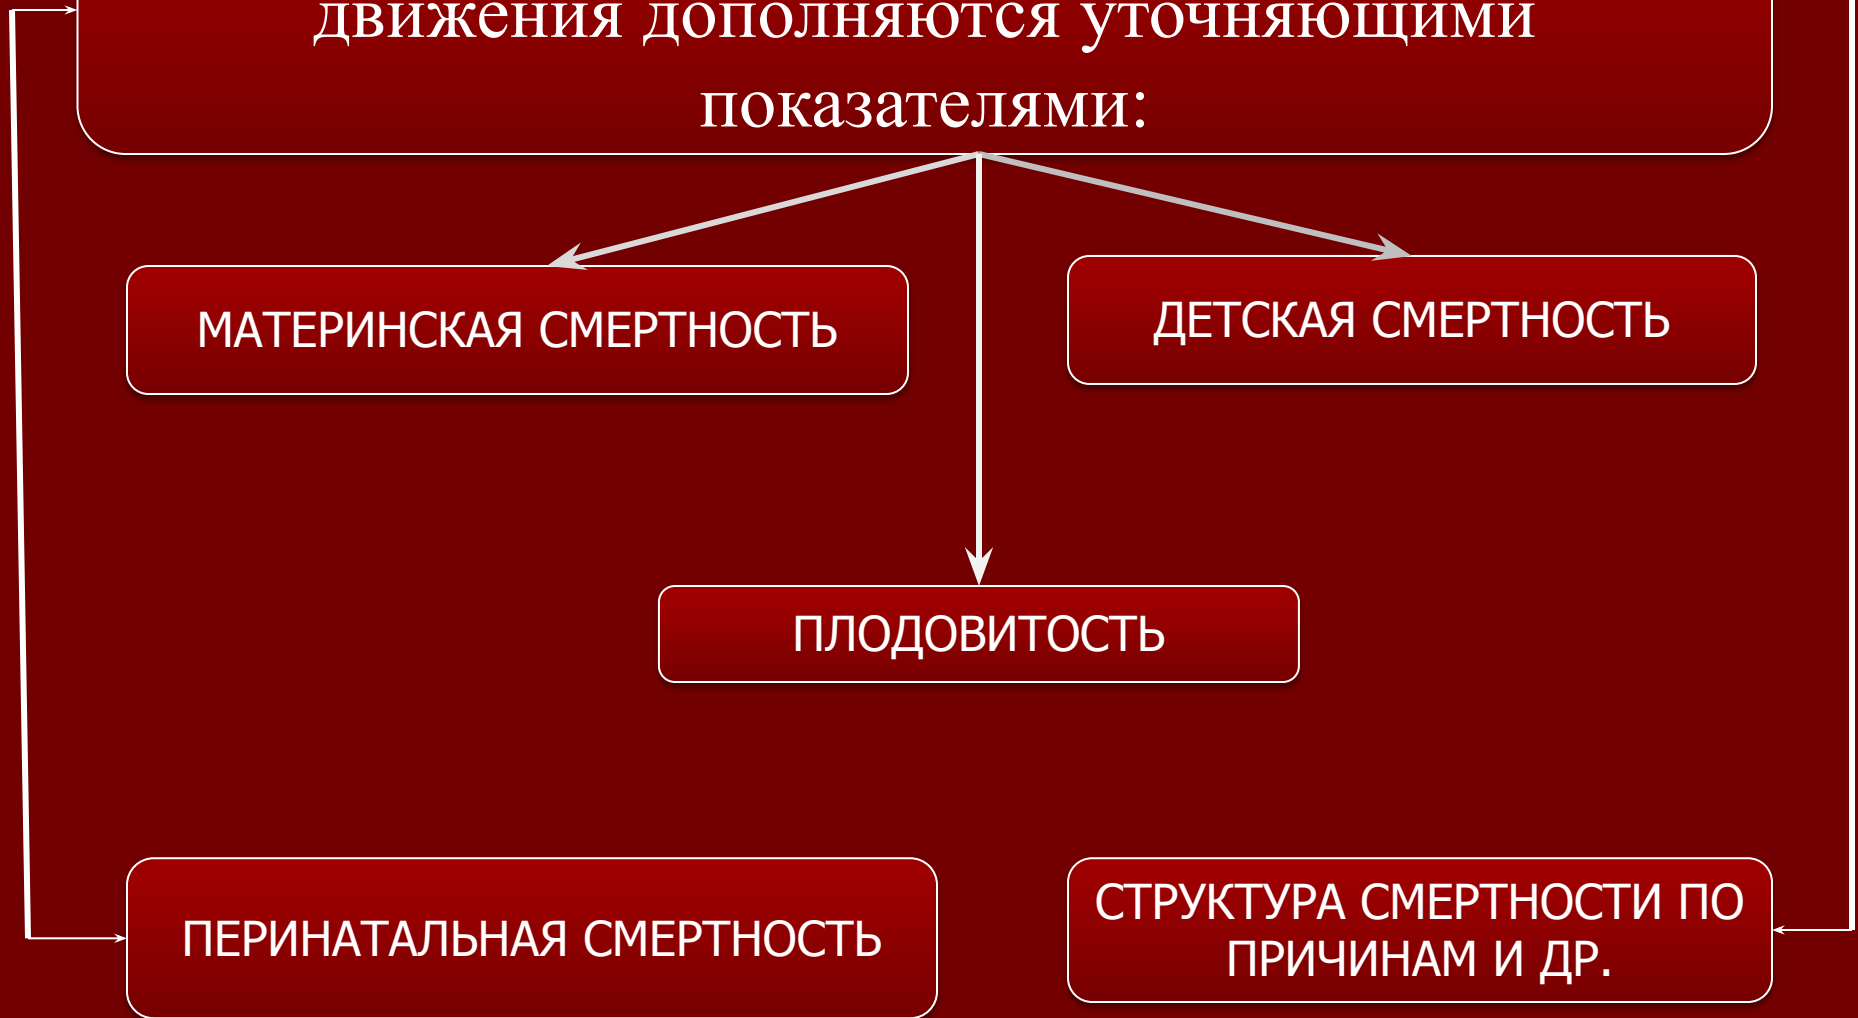 движения дополняются уточняющими
показателями:
МАТЕРИНСКАЯ СМЕРТНОСТЬ
ДЕТСКАЯ СМЕРТНОСТЬ
ПЛОДОВИТОСТЬ
ПЕРИНАТАЛЬНАЯ СМЕРТНОСТЬ
СТРУКТУРА СМЕРТНОСТИ ПО
ПРИЧИНАМ И ДР.